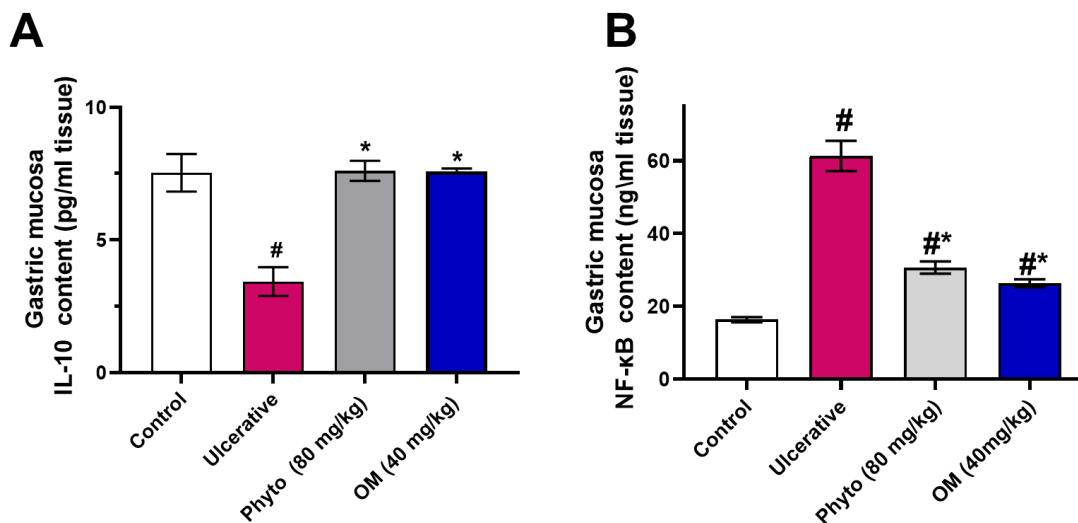 A
Gastric mucosa
IL-10 content (pg/ml tissue)
10
5
0
#
*
*
Control
Ulcerative
Phyto (80 mg/kg)
OM (40 mg/kg)
B
Gastric mucosa
NF-κB content (ng\ml tissue)
60
40
20
0
#
#*
#*
Control
Ulcerative
Phyto (80 mg/kg)
OM (40mg/kg)